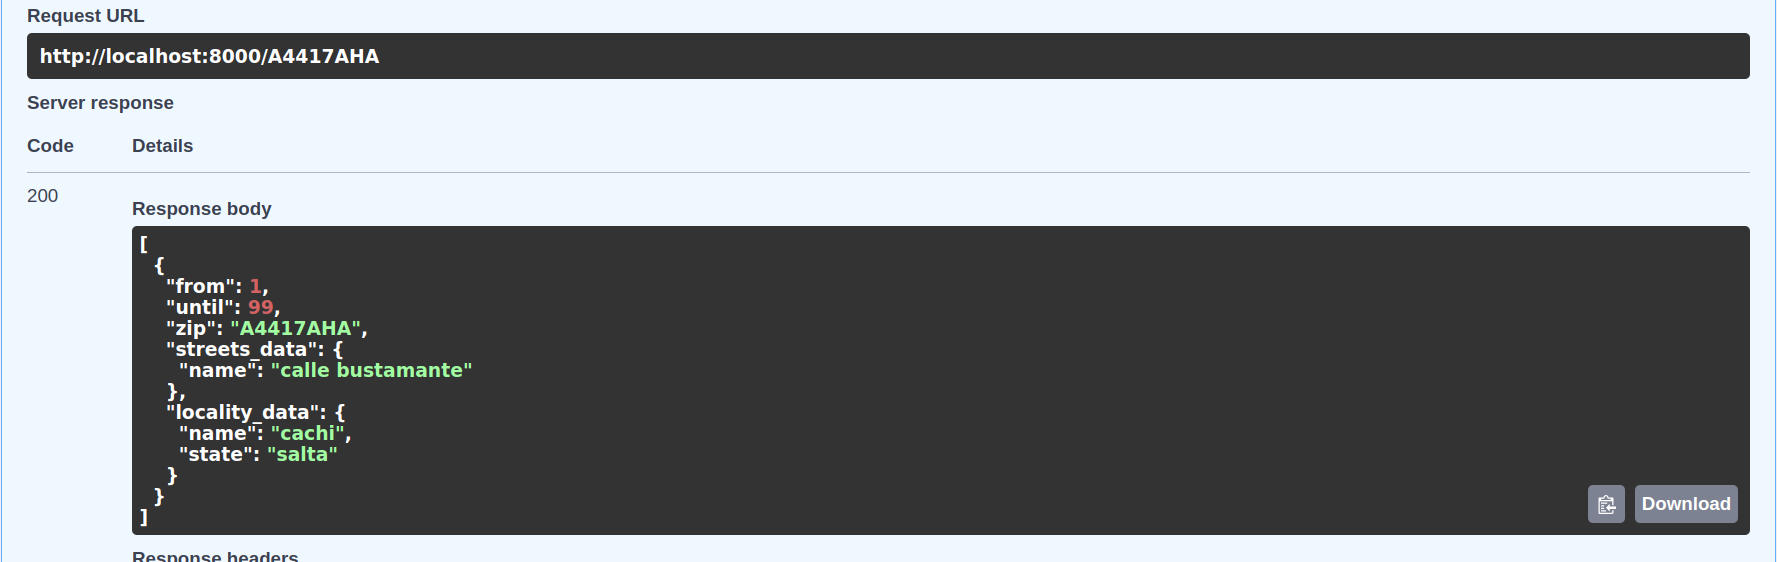 Request URL
http://localhost:8000/A4417AHA
Server response
Code Details
200
Response body
[
  {
    "from": 1,
    "until": 99,
    "zip": "A4417AHA",
    "streets_data": {
      "name": "calle bustamante"
    },
    "locality_data": {
      "name": "cachi",
      "state": "salta"
    }
  }
]
Download
Response headers